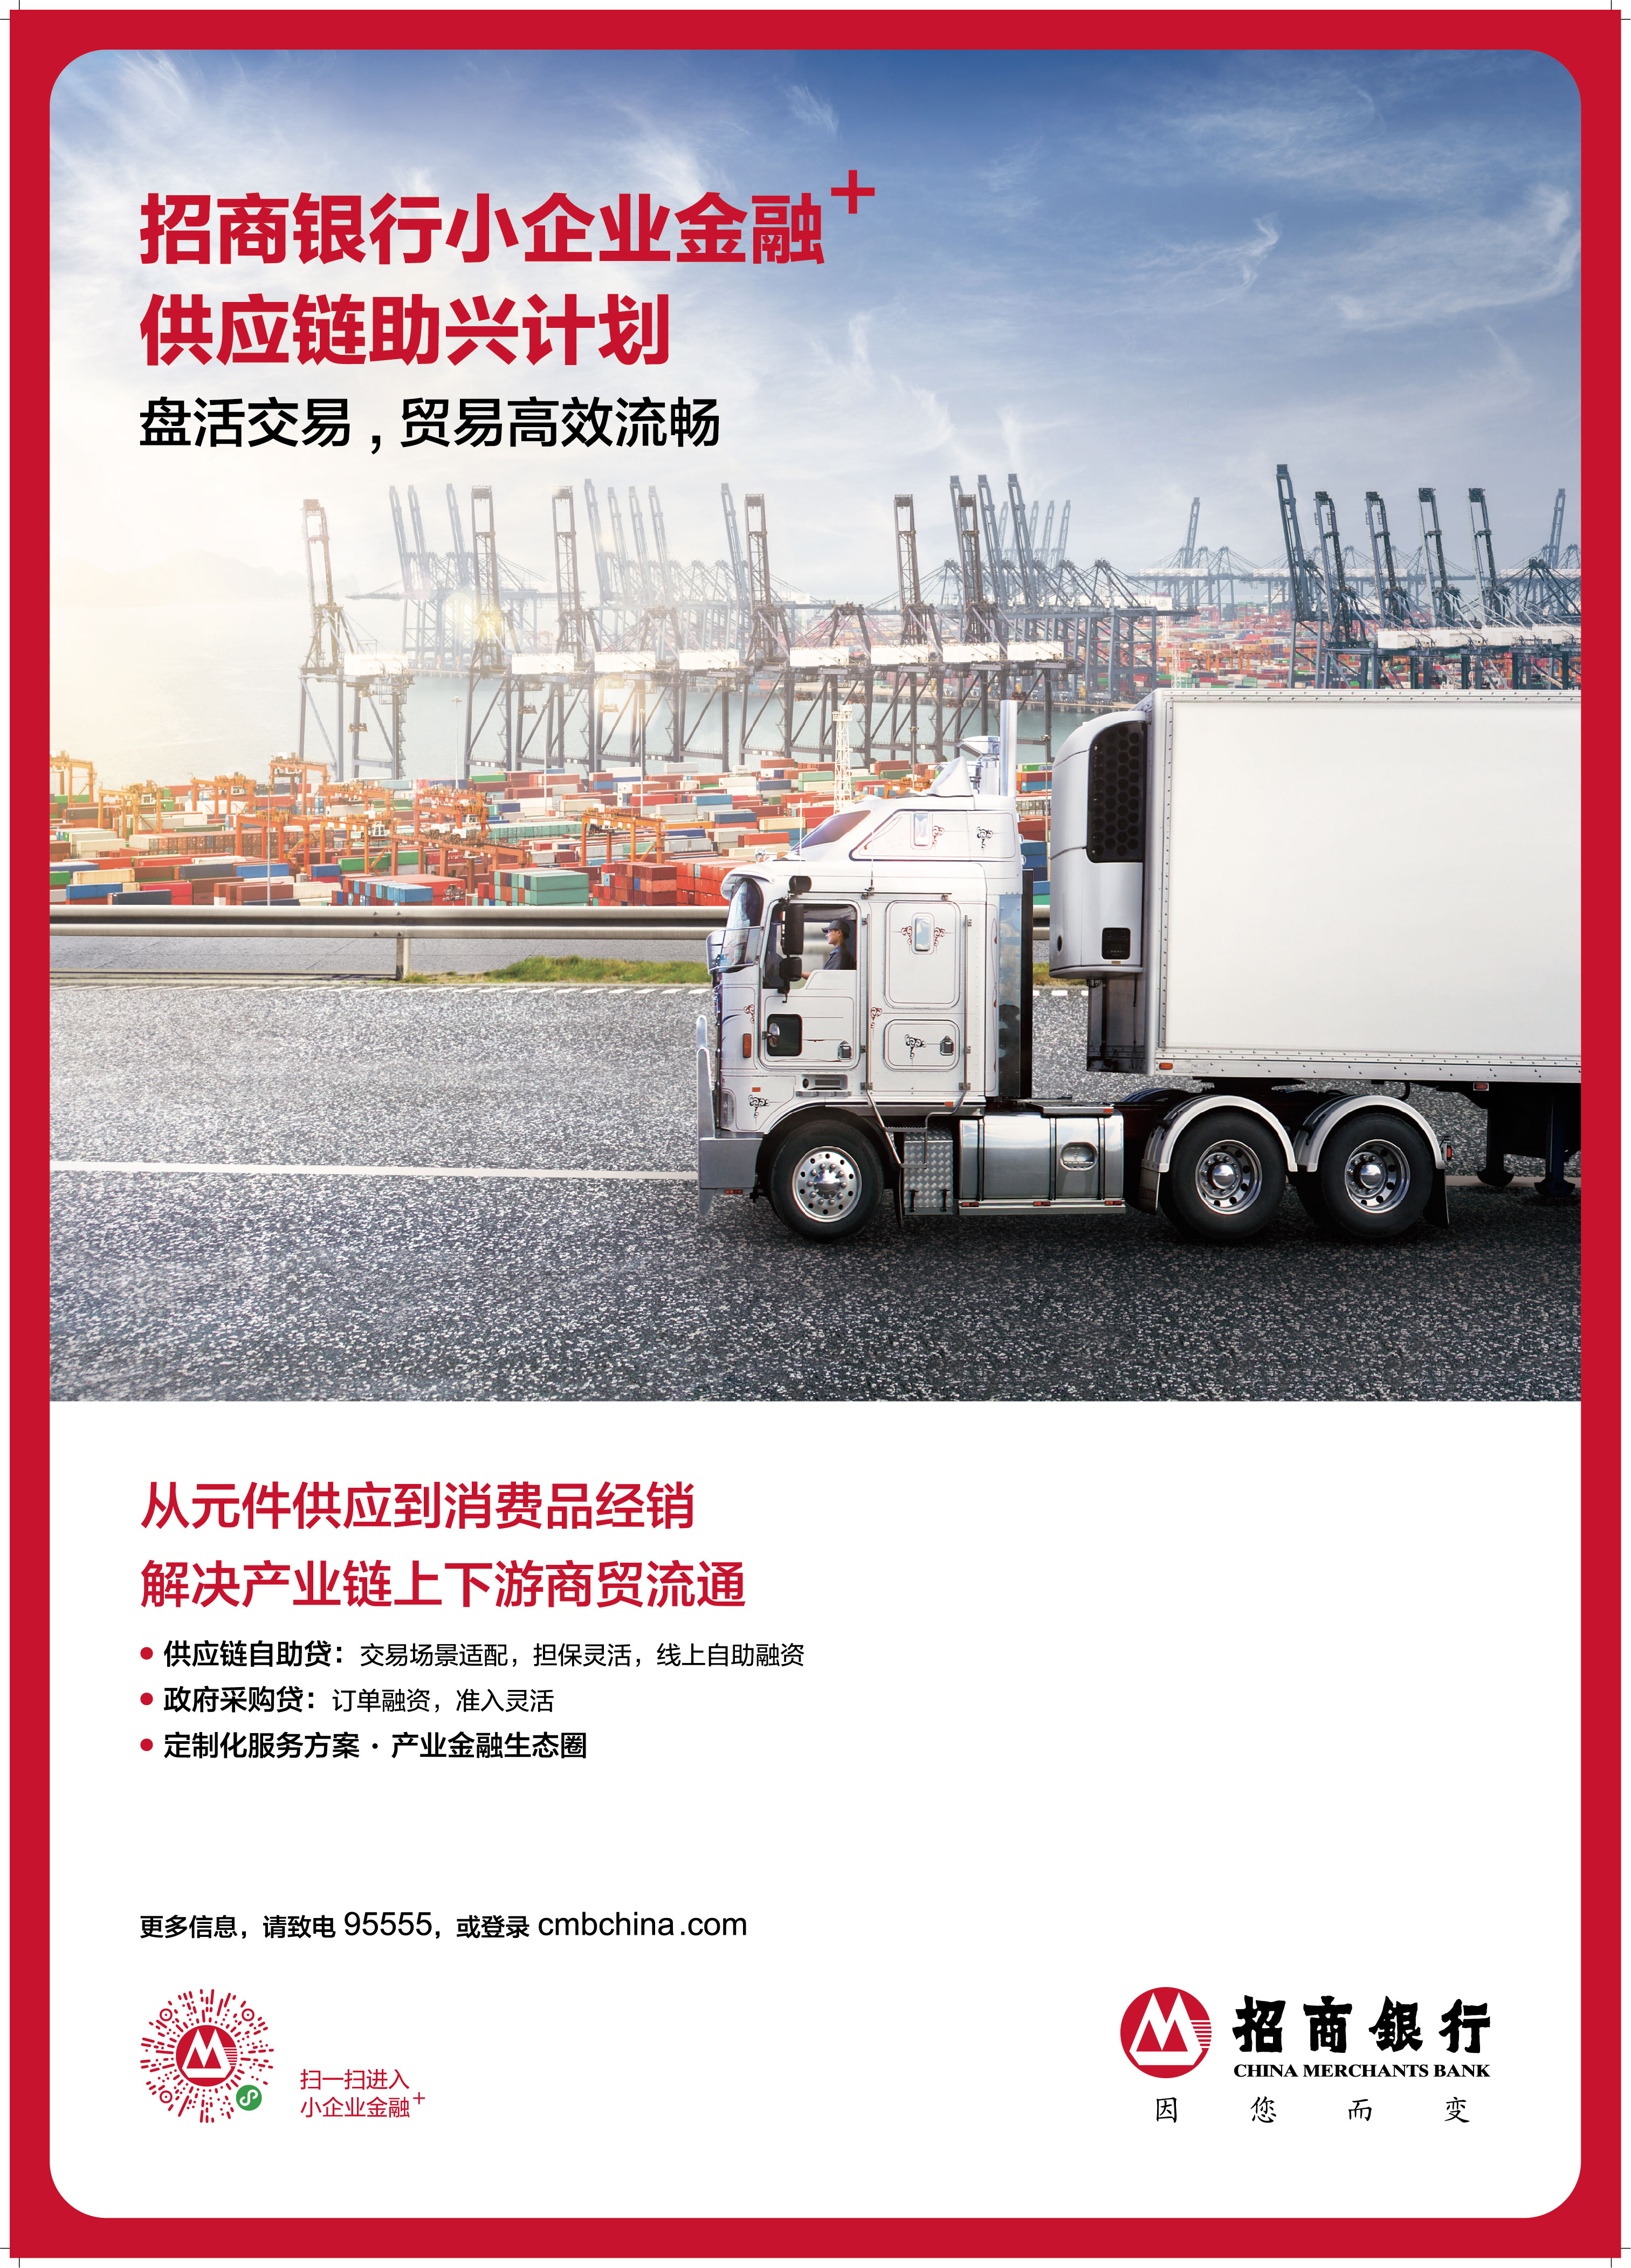 招商银行小企业金融+
供应链助兴计划
盘活交易，贸易高效流畅
从元件供应到消费品经销
解决产业链上下游商贸流通
● 供应链自助贷：交易场景适配，担保灵活，线上自助融资
● 政府采购贷：订单融资，准入灵活
● 定制化服务方案 · 产业金融生态圈
更多信息，请致电 95555，或登录 cmbchina.com
扫一扫进入
小企业金融+
招商銀行
CHINA MERCHANTS BANK
因您而变